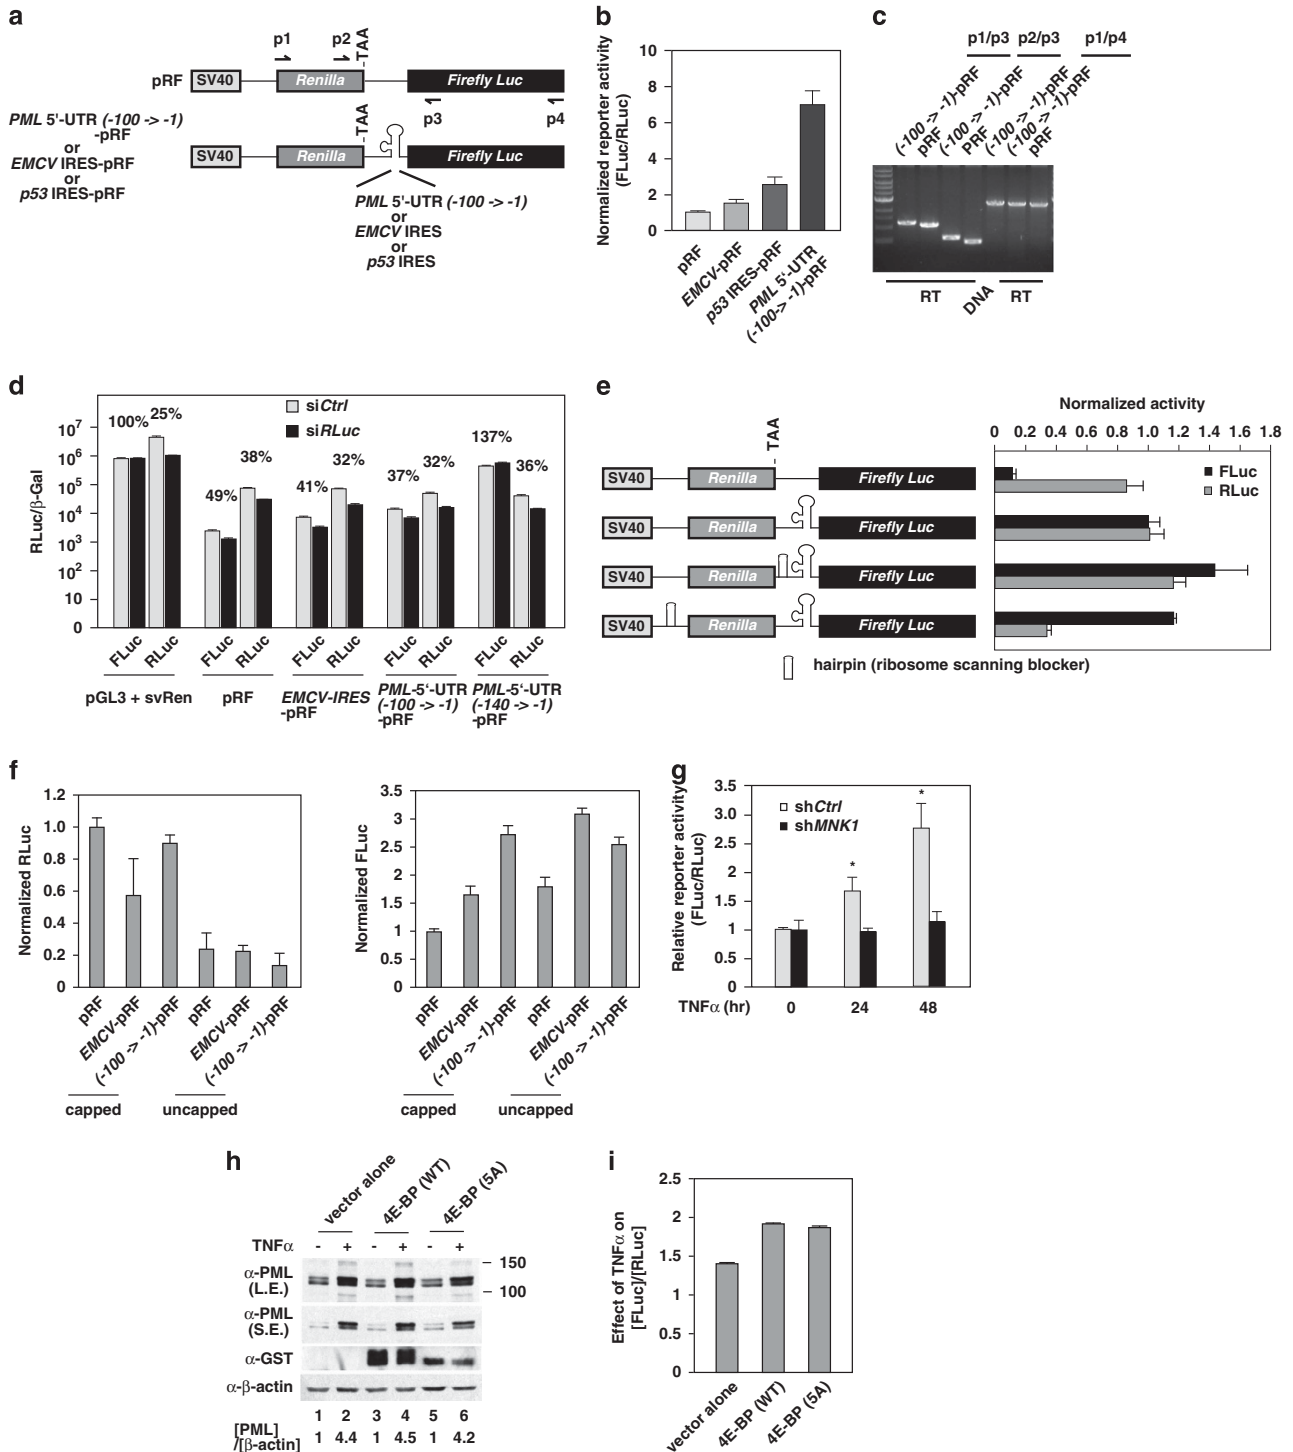 a
p1
p2
TAA
pRF
SV40
Renilla
Firefly Luc
p3
p4
PML 5'-UTR (-100 -> -1)
-pRF
or
EMCV IRES-pRF
or
p53 IRES-pRF
TAA
SV40
Renilla
Firefly Luc
PML 5'-UTR (-100 -> -1)
or
EMCV IRES
or
p53 IRES
b
Normalized reporter activity
(FLuc/RLuc)
10
8
6
4
2
0
pRF
EMCV-pRF
p53 IRES-pRF
PML 5'-UTR
(-100-> -1)-pRF
c
p1/p3
p2/p3
p1/p4
(-100 -> -1)-pRF
pRF
(-100 -> -1)-pRF
PRF
(-100 -> -1)-pRF
(-100 -> -1)-pRF
pRF
RT
DNA
RT
d
RLuc/β-Gal
10⁷
10⁶
10⁵
10⁴
10³
10²
10
0
siCtrl
siRLuc
100%
25%
49%
38%
41%
32%
37%
32%
137%
36%
FLuc
RLuc
FLuc
RLuc
FLuc
RLuc
FLuc
RLuc
FLuc
RLuc
pGL3 + svRen
pRF
EMCV-IRES
-pRF
PML-5'-UTR
(-100 -> -1)
-pRF
PML-5'-UTR
(-140 -> -1)
-pRF
e
TAA
Normalized activity
0 0.2 0.4 0.6 0.8 1.0 1.2 1.4 1.6 1.8
SV40
Renilla
Firefly Luc
SV40
Renilla
Firefly Luc
SV40
Renilla
Firefly Luc
SV40
Renilla
Firefly Luc
FLuc
RLuc
hairpin (ribosome scanning blocker)
f
Normalized RLuc
1.2
1.0
0.8
0.6
0.4
0.2
0
pRF
EMCV-pRF
(-100 -> -1)-pRF
pRF
EMCV-pRF
(-100 -> -1)-pRF
capped
uncapped
Normalized FLuc
3.5
3
2.5
2
1.5
1
0.5
0
pRF
EMCV-pRF
(-100 -> -1)-pRF
pRF
EMCV-pRF
(-100 -> -1)-pRF
capped
uncapped
g
Relative reporter activity
(FLuc/RLuc)
3.5
3.0
2.5
2.0
1.5
1
0.5
0
shCtrl
shMNK1
*
*
TNFα (hr)
0
24
48
h
vector alone
4E-BP (WT)
4E-BP (5A)
TNFα
- + - + - +
α-PML
(L.E.)
150
100
α-PML
(S.E.)
α-GST
α-β-actin
1 2 3 4 5 6
[PML]
/[β-actin]
1 4.4 1 4.5 1 4.2
i
Effect of TNFα on
[FLuc]/[RLuc]
2.5
2
1.5
1
0.5
0
vector alone
4E-BP (WT)
4E-BP (5A)